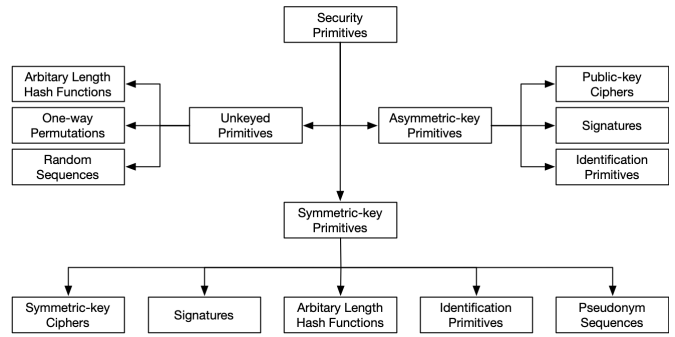 Security
Primitives
Arbitary Length
Hash Functions
One-way
Permutations
Random
Sequences
Unkeyed
Primitives
Asymmetric-key
Primitives
Public-key
Ciphers
Signatures
Identification
Primitives
Symmetric-key
Primitives
Symmetric-key
Ciphers
Signatures
Arbitary Length
Hash Functions
Identification
Primitives
Pseudonym
Sequences